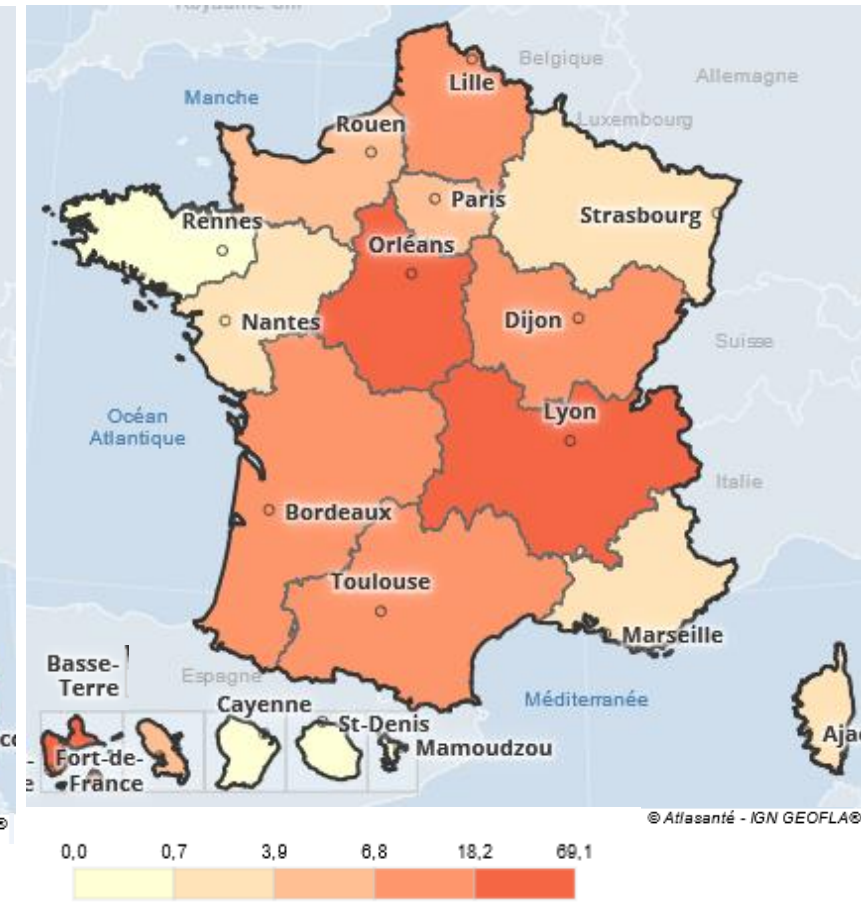 Manche
Belgique
Allemagne
Lille
Luxembourg
Rouen
Paris
Strasbourg
Rennes
Orléans
Nantes
Dijon
Suisse
Océan
Atlantique
Lyon
Italie
Bordeaux
Toulouse
Marseille
Basse-
Terre
Espagne
Cayenne
Méditerranée
St-Denis
Mamoudzou
Fort-de-
France
© Atlasanté - IGN GEOFLA®
0,0 0,7 3,9 6,8 18,2 69,1